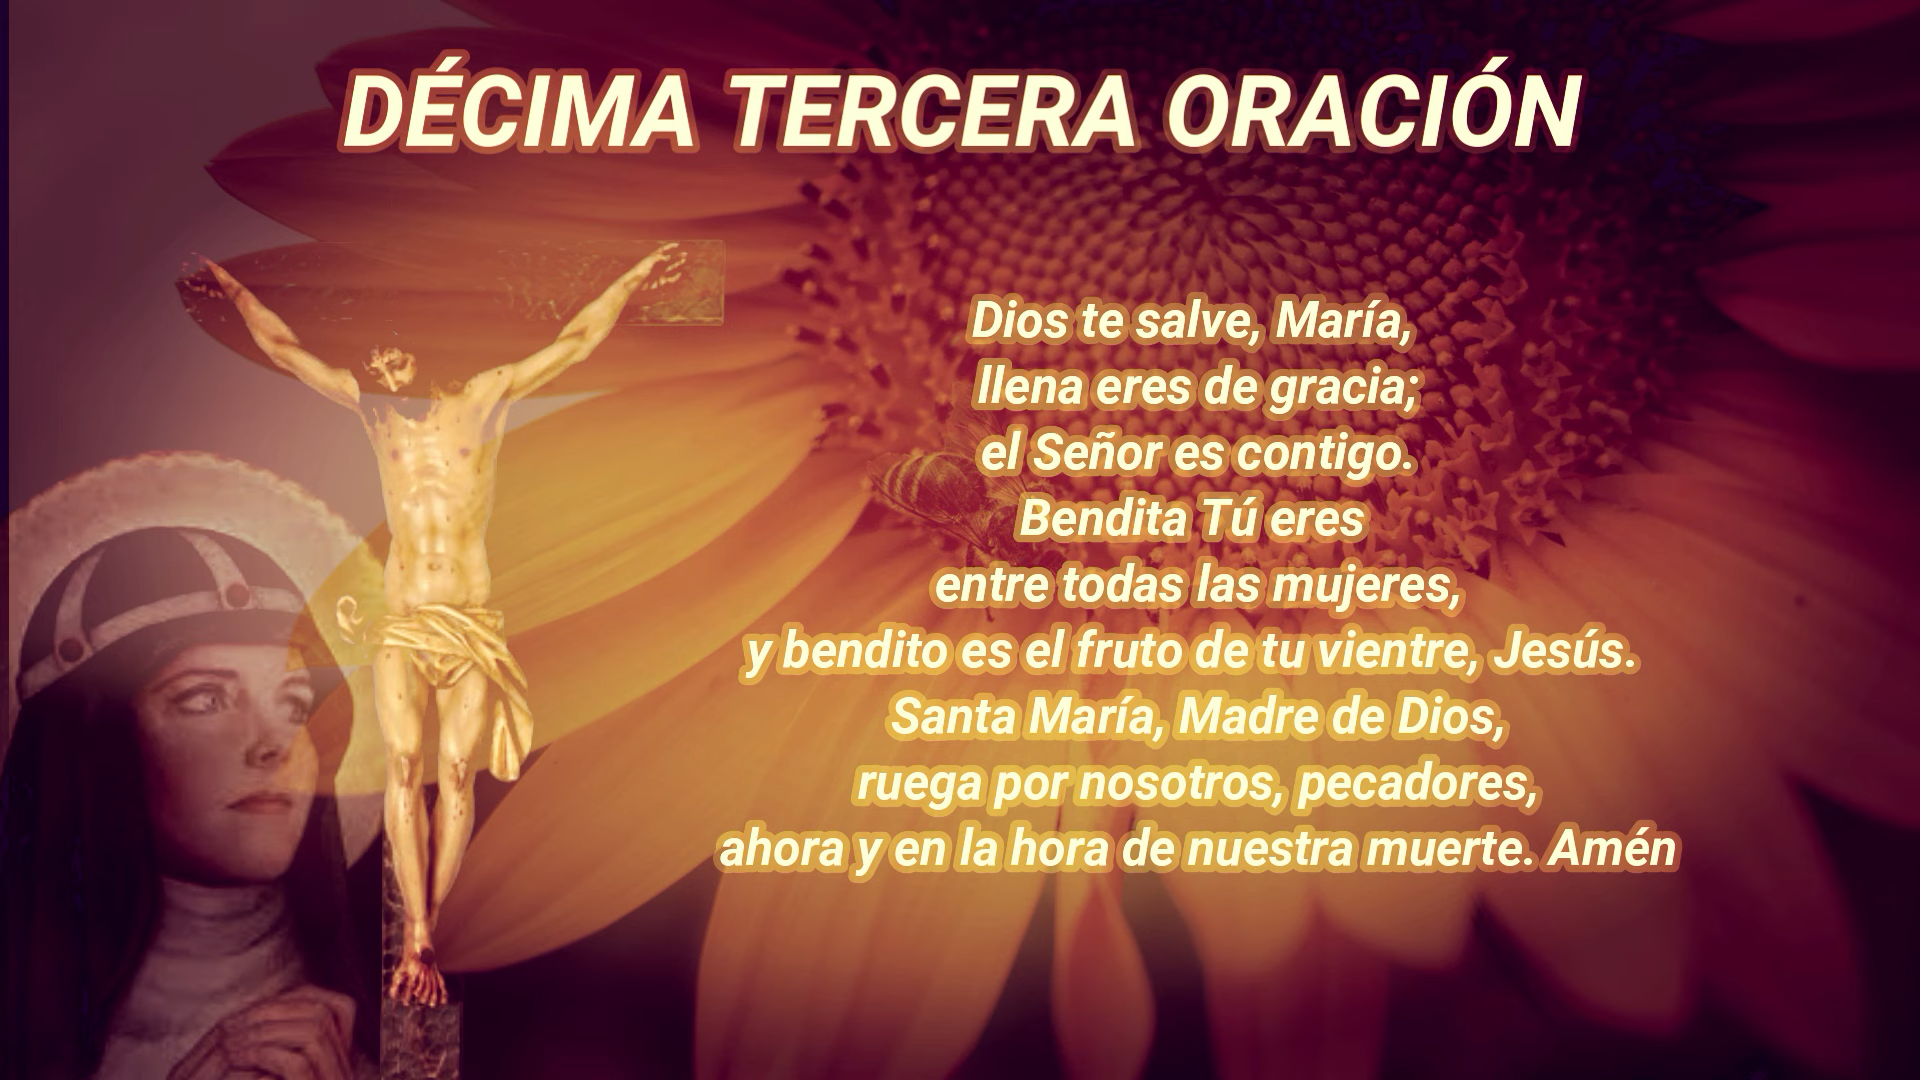 DÉCIMA TERCERA ORACIÓN
Dios te salve, María,
llena eres de gracia;
el Señor es contigo.
Bendita Tú eres
entre todas las mujeres,
y bendito es el fruto de tu vientre, Jesús.
Santa María, Madre de Dios,
ruega por nosotros, pecadores,
ahora y en la hora de nuestra muerte. Amén